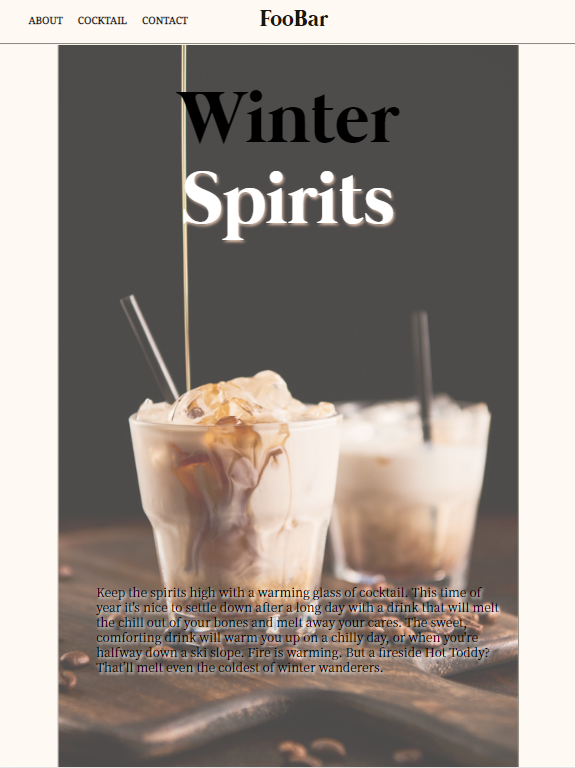 ABOUT COCKTAIL CONTACT FooBar
Winter
Spirits
Keep the spirits high with a warming glass of cocktail. This time of
year it's nice to settle down after a long day with a drink that will melt
the chill out of your bones and melt away your cares. The sweet,
comforting drink will warm you up on a chilly day, or when you're
halfway down a ski slope. Fire is warming. But a fireside Hot Toddy?
That'll melt even the coldest of winter wanderers.